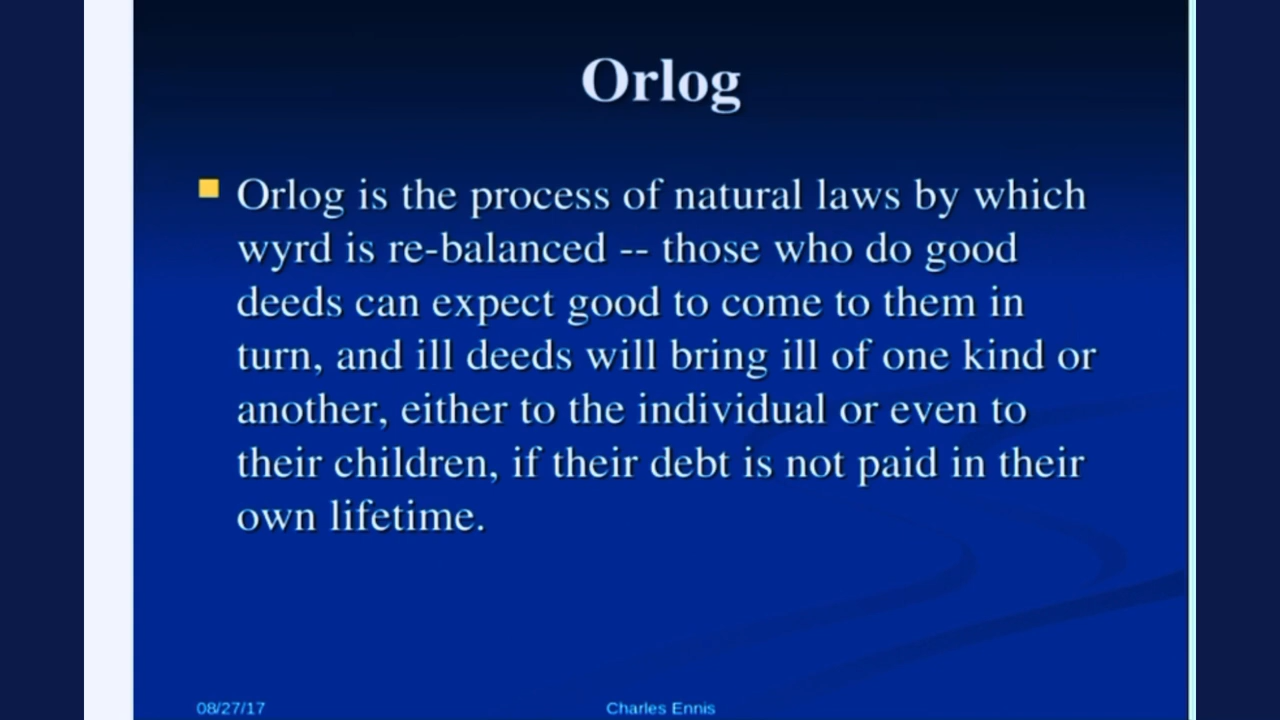 Orlog
Orlog is the process of natural laws by which
wyrd is re-balanced -- those who do good
deeds can expect good to come to them in
turn, and ill deeds will bring ill of one kind or
another, either to the individual or even to
their children, if their debt is not paid in their
own lifetime.
08/27/17
Charles Ennis